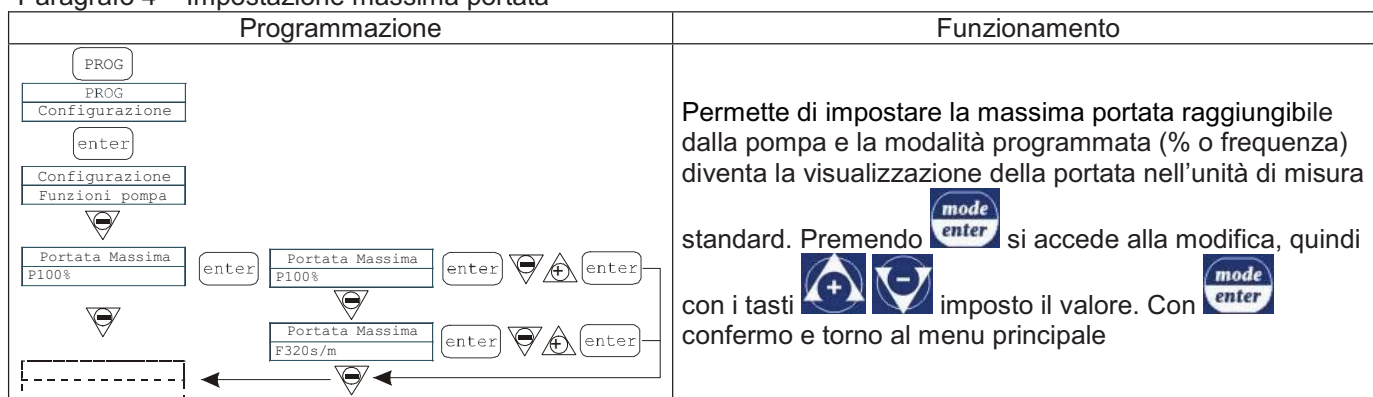 Paragrafo 4 – Impostazione massima portata
Programmazione
Funzionamento
PROG
PROG
Configurazione
enter
Configurazione
Funzioni pompa
Portata Massima
P100%
enter
Portata Massima
P100%
enter
enter
Portata Massima
F320s/m
enter
enter
Permette di impostare la massima portata raggiungibile
dalla pompa e la modalità programmata (% o frequenza)
diventa la visualizzazione della portata nell'unità di misura
standard. Premendo mode enter si accede alla modifica, quindi
con i tasti + - imposto il valore. Con mode enter
confermo e torno al menu principale